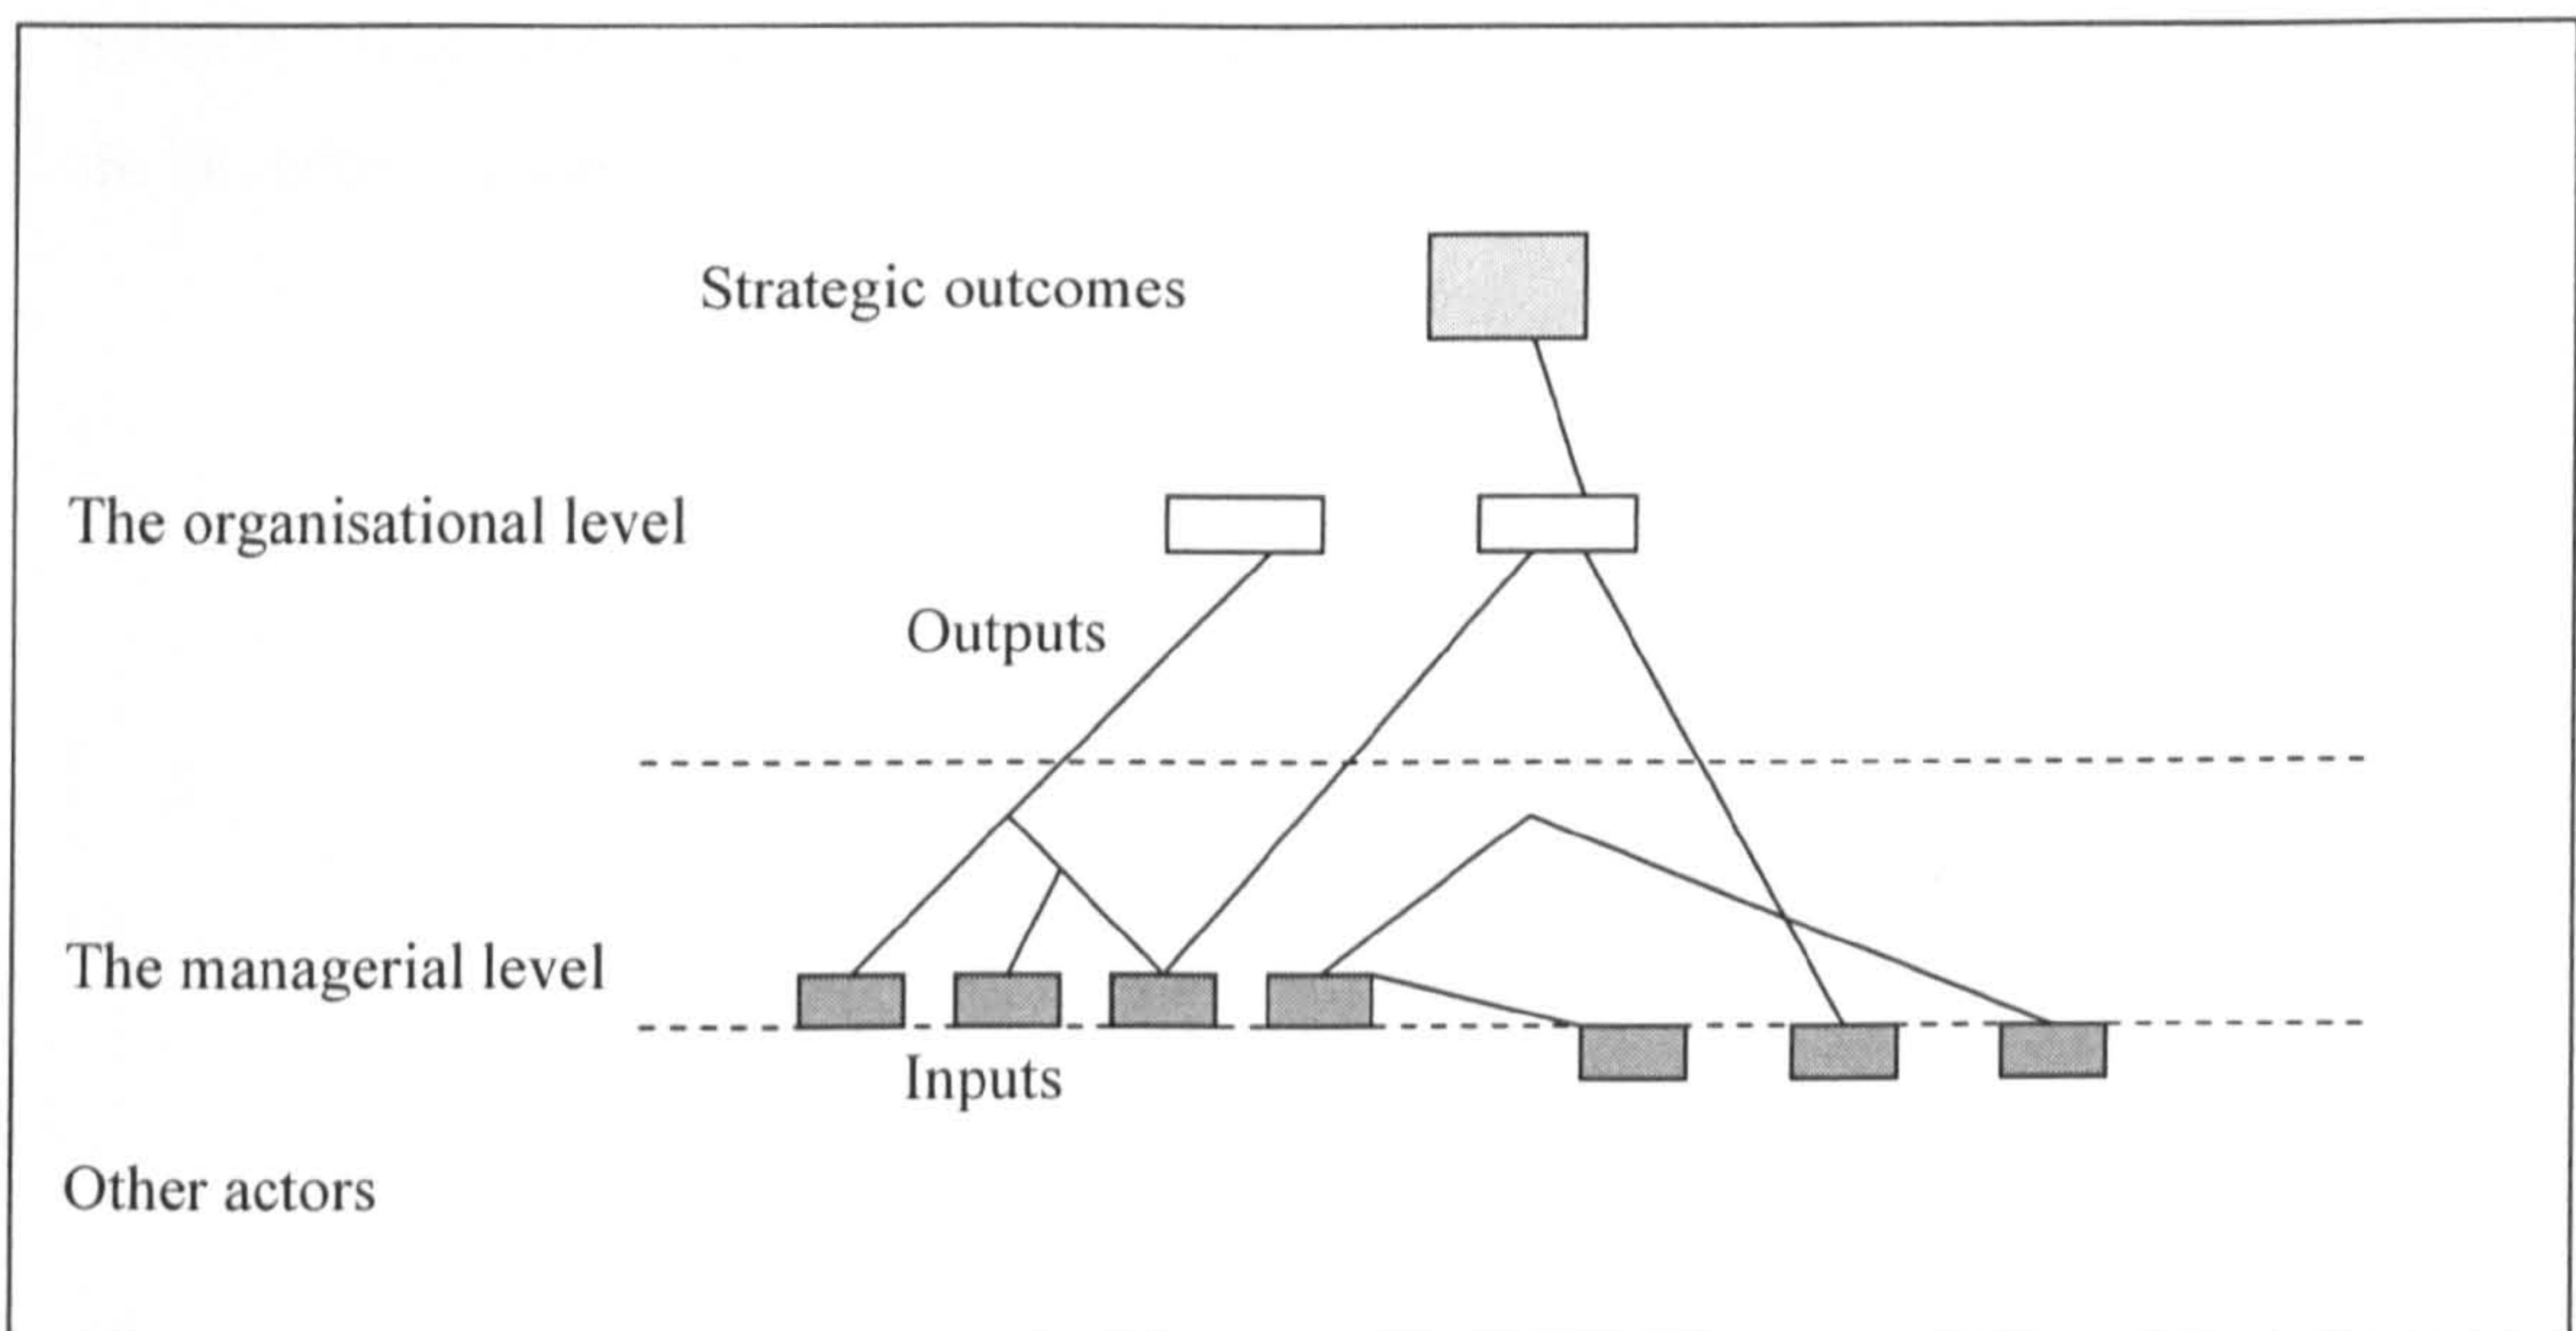 Strategic outcomes
The organisational level
Outputs
The managerial level
Inputs
Other actors